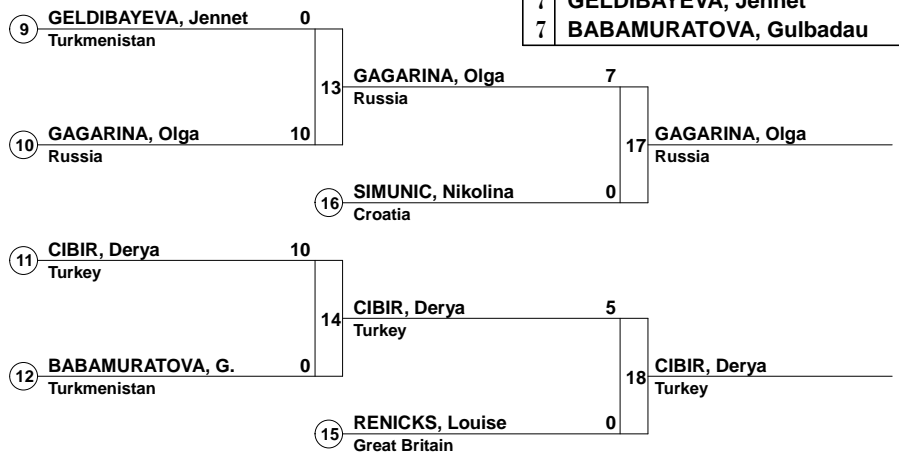 7 GELDIBAYEVA, Jennet
7 BABAMURATOVA, Gulbadau
9 GELDIBAYEVA, Jennet 0
Turkmenistan
13 GAGARINA, Olga 7
Russia
10 GAGARINA, Olga 10
Russia
17 GAGARINA, Olga
Russia
16 SIMUNIC, Nikolina 0
Croatia
11 CIBIR, Derya 10
Turkey
14 CIBIR, Derya 5
Turkey
12 BABAMURATOVA, G. 0
Turkmenistan
18 CIBIR, Derya
Turkey
15 RENICKS, Louise 0
Great Britain